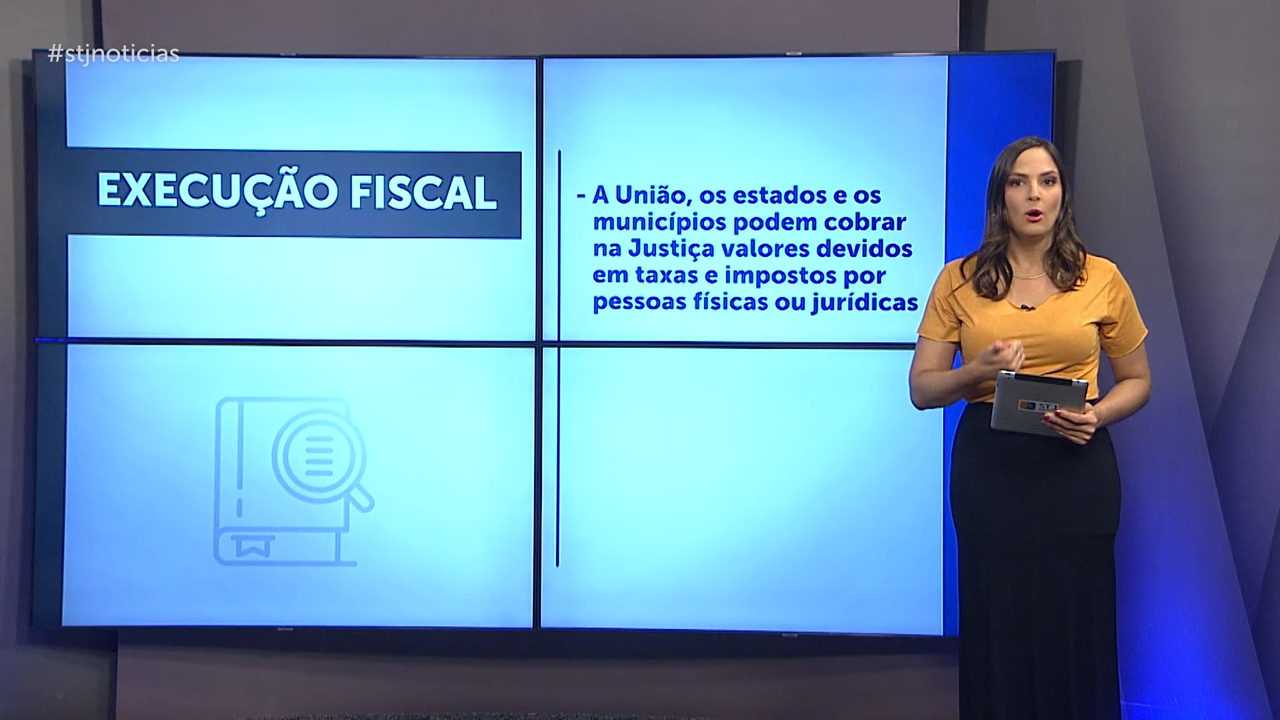 #stjnoticias
EXECUÇÃO FISCAL
- A União, os estados e os
municípios podem cobrar
na Justiça valores devidos
em taxas e impostos por
pessoas físicas ou jurídicas